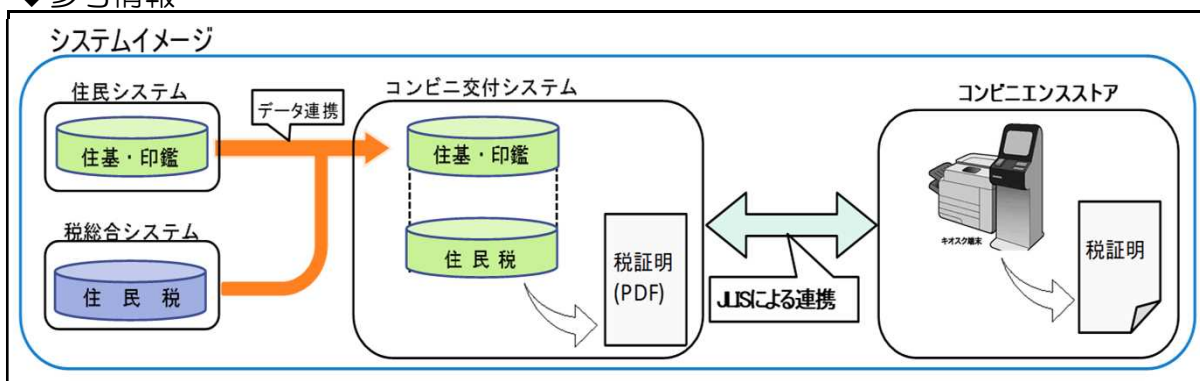 ◆参考情報
システムイメージ
住民システム
データ連携
コンビニ交付システム
コンビニエンスストア
住基・印鑑
住基・印鑑
税総合システム
住民税
住民税
税証明
(PDF)
JLISによる連携
キオスク端末
税証明